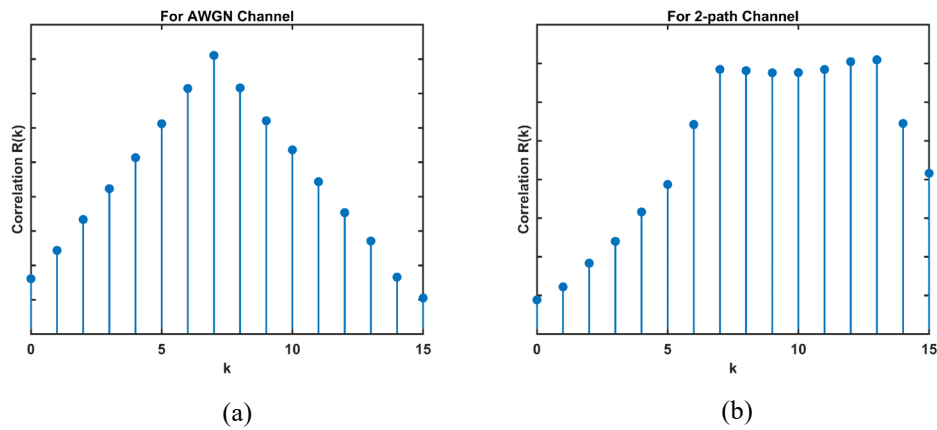 For AWGN Channel
Correlation R(k)
0 5 10 15
k
(a)
For 2-path Channel
Correlation R(k)
0 5 10 15
k
(b)